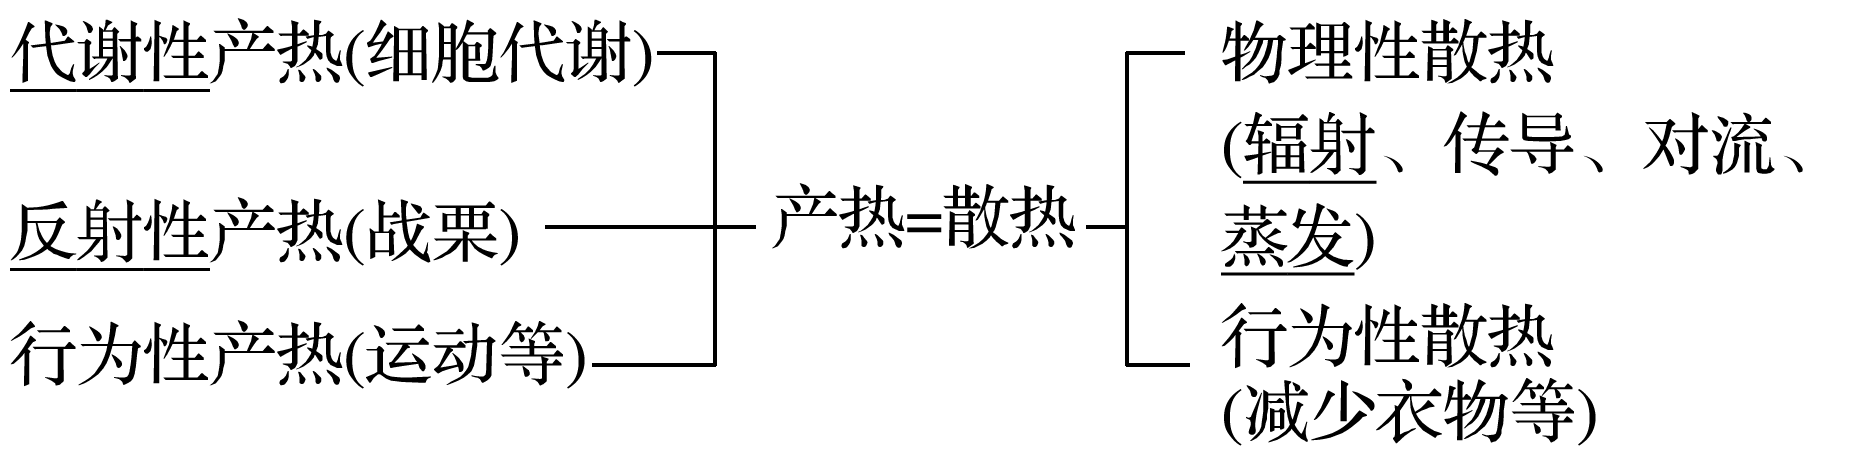 代谢性产热(细胞代谢)
反射性产热(战栗)
行为性产热(运动等)
产热=散热
物理性散热
(辐射、传导、对流、
蒸发)
行为性散热
(减少衣物等)